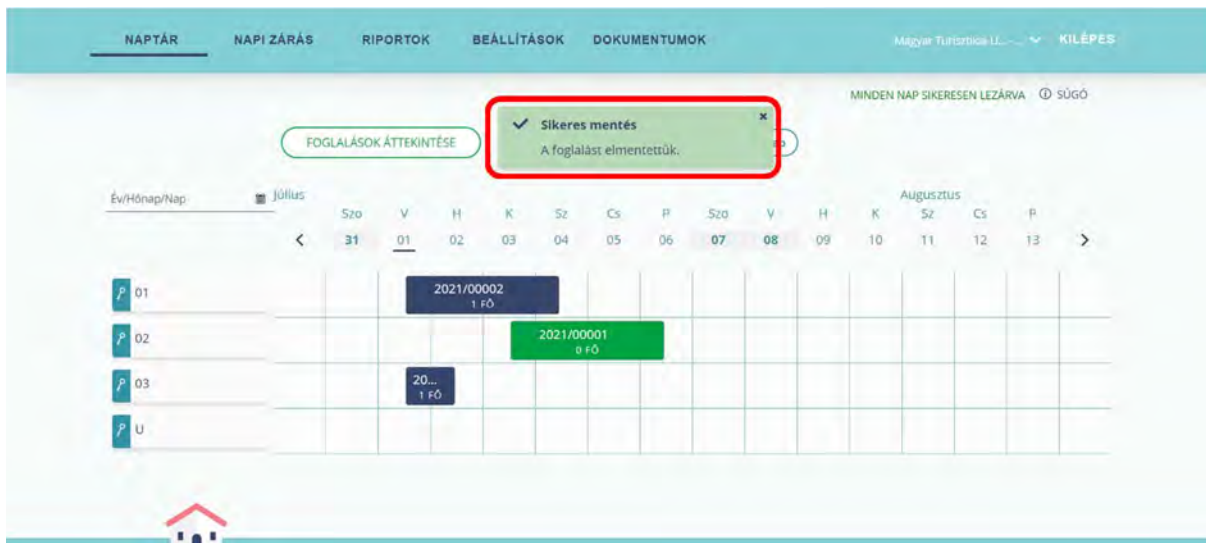 NAPTÁR NAPI ZÁRÁS RIPORTOK BEÁLLÍTÁSOK DOKUMENTUMOK Magyar Turisztikai Ü... KILÉPÉS
MINDEN NAP SIKERESEN LEZÁRVA SÚGÓ
FOGLALÁSOK ÁTTEKINTÉSE
Sikeres mentés
A foglalást elmentettük.
Év/Hónap/Nap Július Augusztus
Szo V H K Sz Cs P Szo V H K Sz Cs P
31 01 02 03 04 05 06 07 08 09 10 11 12 13
01 2021/00002
1 FŐ
02 2021/00001
0 FŐ
03 20...
1 FŐ
U